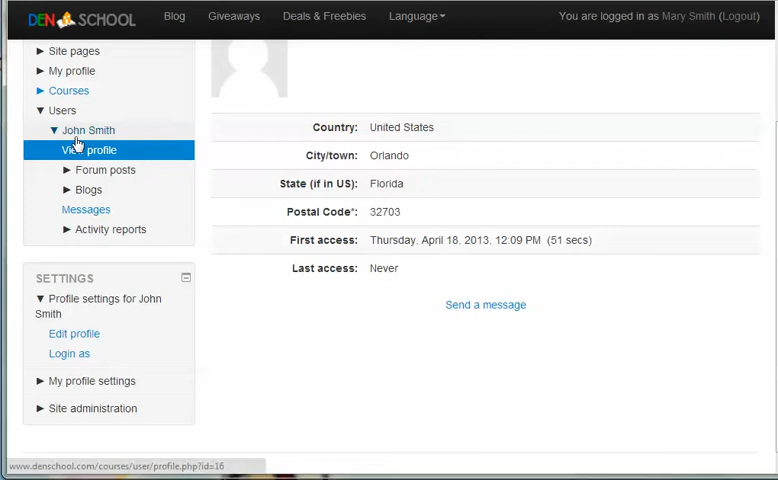 DEN SCHOOL
Blog
Giveaways
Deals & Freebies
Language
You are logged in as Mary Smith (Logout)
Site pages
My profile
Courses
Users
John Smith
View profile
Forum posts
Blogs
Messages
Activity reports
SETTINGS
Profile settings for John
Smith
Edit profile
Login as
My profile settings
Site administration
Country: United States
City/town: Orlando
State (if in US): Florida
Postal Code*: 32703
First access: Thursday, April 18, 2013, 12:09 PM (51 secs)
Last access: Never
Send a message
www.denschool.com/courses/user/profile.php?id=16